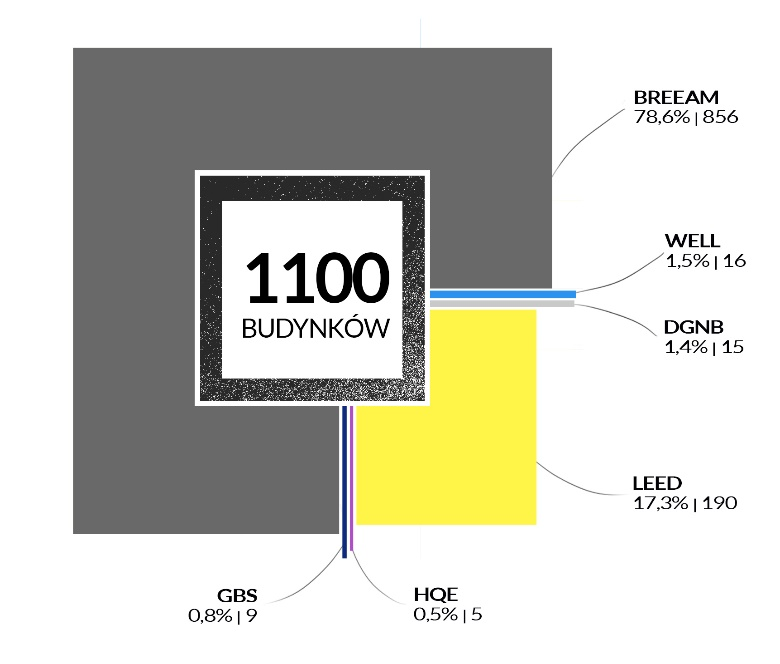 BREEAM
78,6% | 856
1100
BUDYNKÓW
WELL
1,5% | 16
DGNB
1,4% | 15
LEED
17,3% | 190
GBS
0,8% | 9
HQE
0,5% | 5